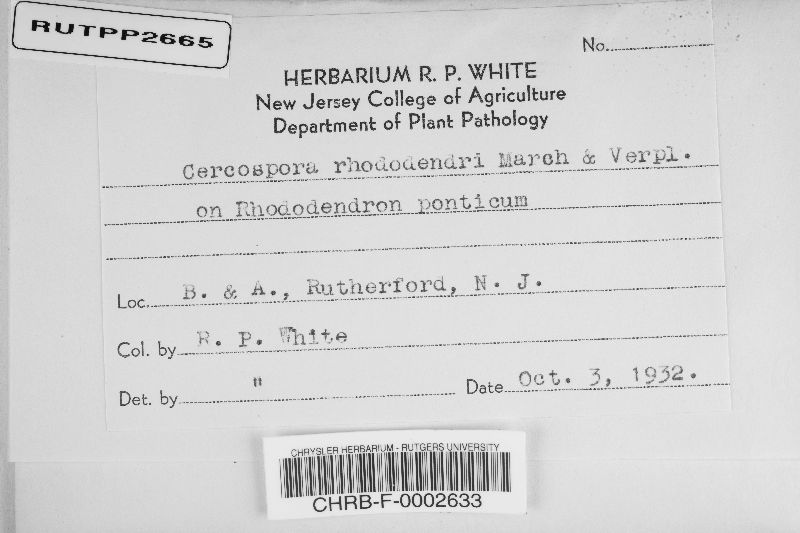 RUTPP2665
No.
HERBARIUM R. P. WHITE
New Jersey College of Agriculture
Department of Plant Pathology
Cercospora rhododendri March & Verpl.
on Rhododendron ponticum
Loc. B. & A., Rutherford, N. J.
Col. by R. P. White
Det. by " Date Oct. 3, 1932.
CHRYSLER HERBARIUM - RUTGERS UNIVERSITY
CHRB-F-0002633